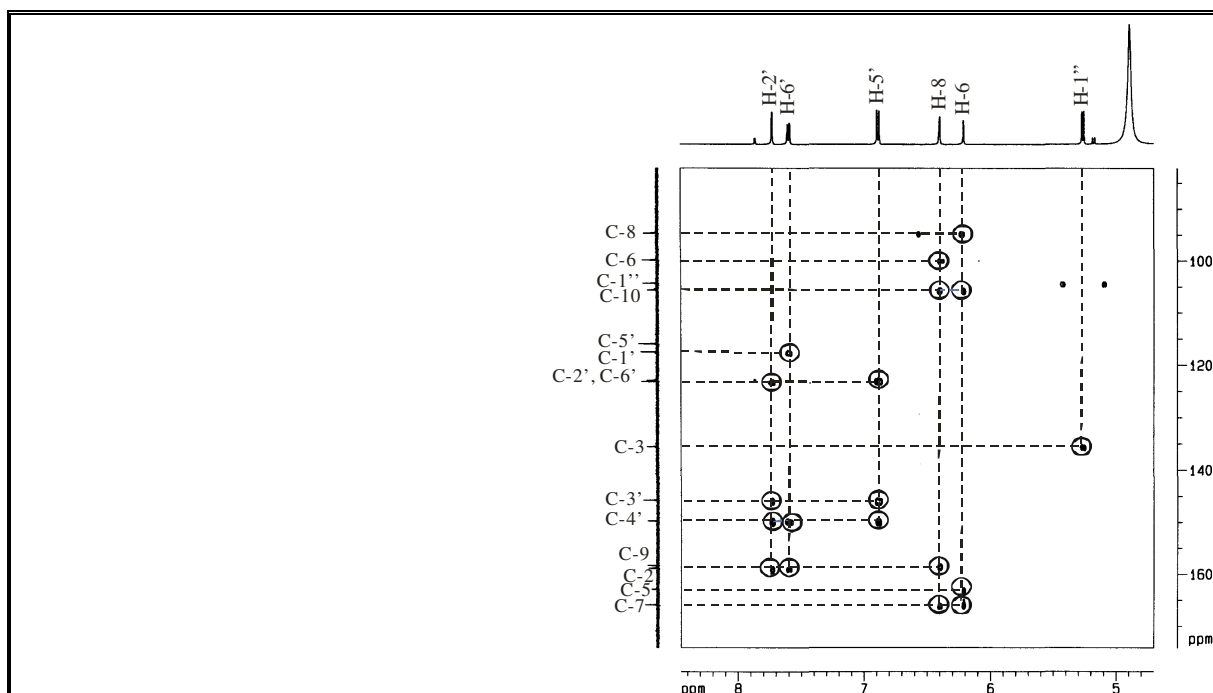 H-2’
H-6’
H-5’
H-8
H-6
H-1’’
C-8
C-6
C-1’’
C-10
C-5’
C-1’
C-2’, C-6’
C-3
C-3’
C-4’
C-9
C-2
C-5
C-7
100
120
140
160
ppm
ppm 8 7 6 5